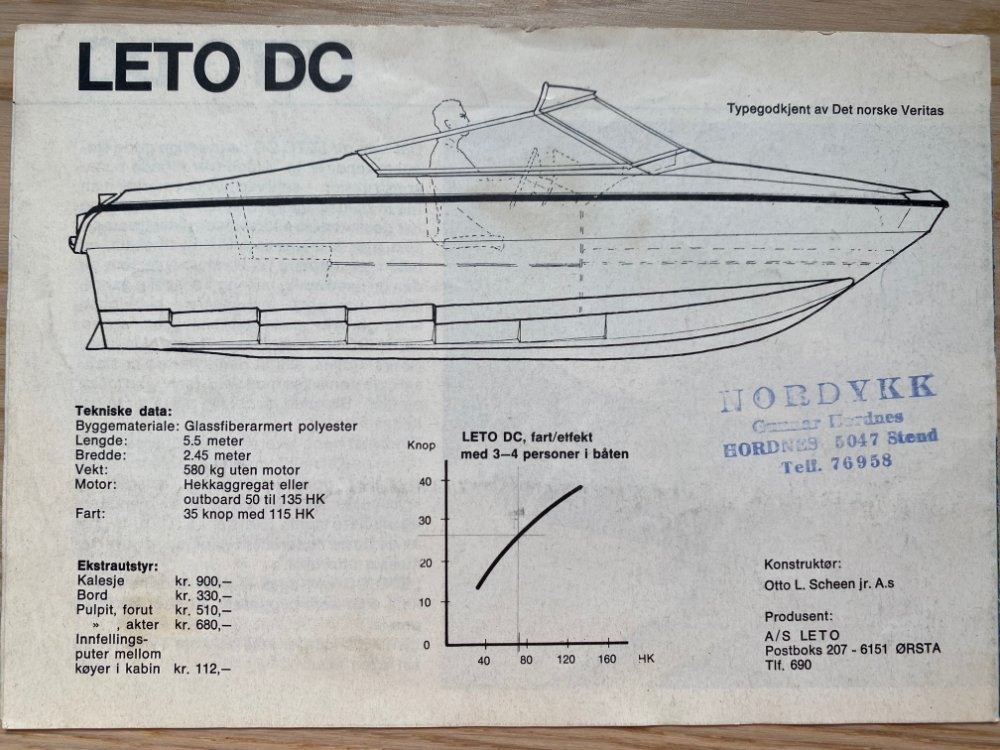 LETO DC
Typegodkjent av Det norske Veritas
Tekniske data:
Byggemateriale: Glassfiberarmert polyester
Lengde: 5.5 meter
Bredde: 2.45 meter
Vekt: 580 kg uten motor
Motor: Hekkaggregat eller
outboard 50 til 135 HK
Fart: 35 knop med 115 HK
Ekstrautstyr:
Kalesje kr. 900,—
Bord kr. 330,—
Pulpit, forut kr. 510,—
» , akter kr. 680,—
Innfellings-
puter mellom
køyer i kabin kr. 112,—
LETO DC, fart/effekt
med 3—4 personer i båten
Knop
40
30
20
10
0
40 80 120 160 HK
NORDYKK
Gunnar Hordnes
HORDNES 5047 Stend
Telf. 76958
Konstruktør:
Otto L. Scheen jr. A.s
Produsent:
A/S LETO
Postboks 207 - 6151 ØRSTA
Tlf. 690